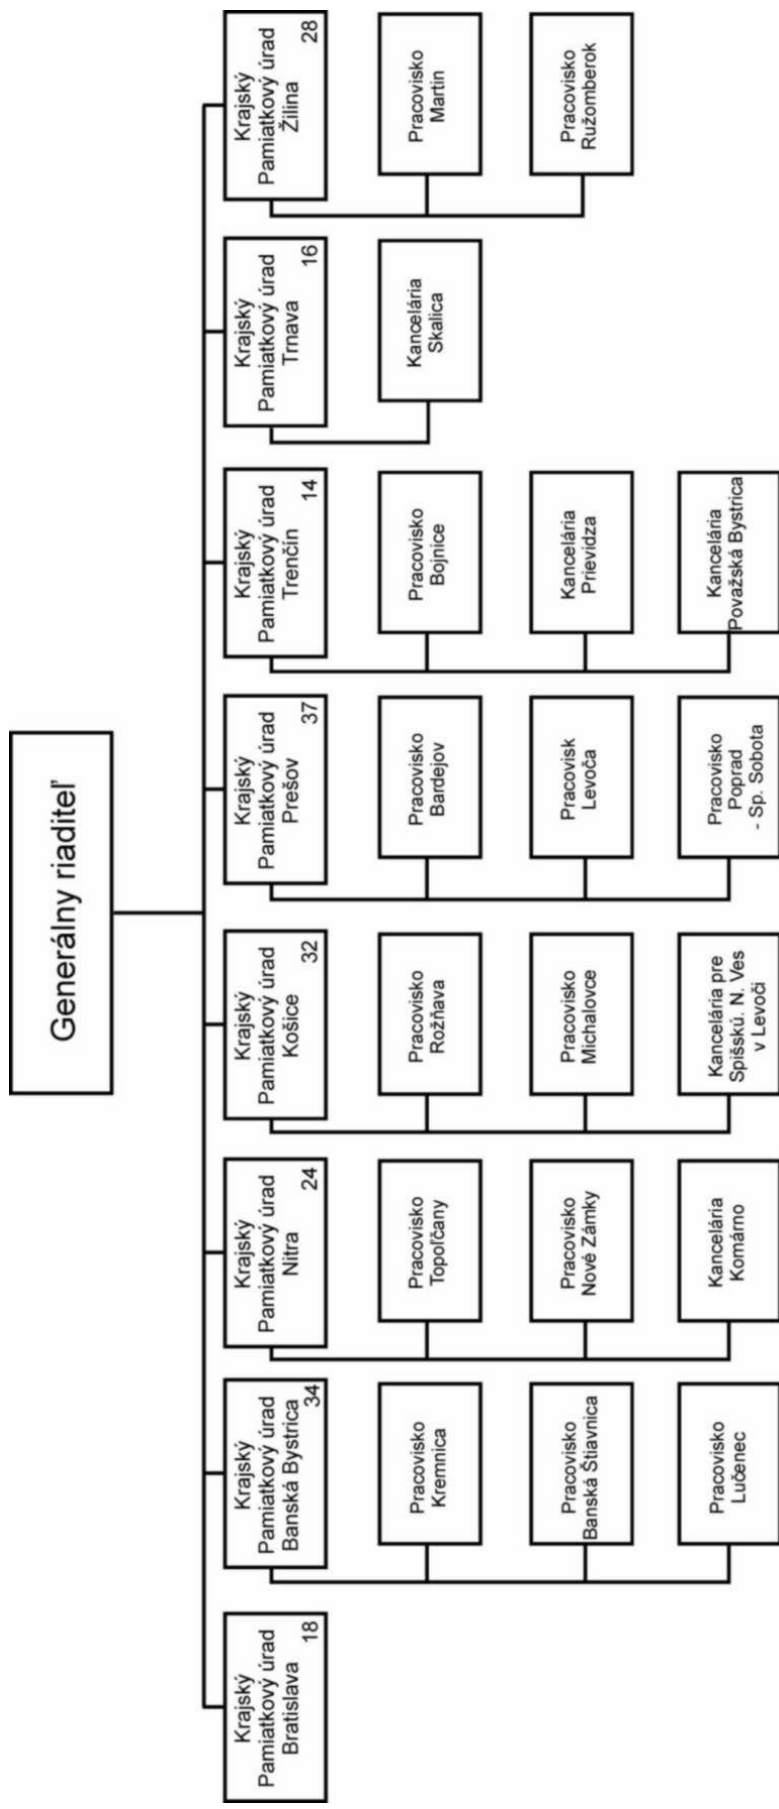 Generálny riaditeľ
Krajský
Pamiatkový úrad
Bratislava
18
Krajský
Pamiatkový úrad
Banská Bystrica
34
Pracovisko
Kremnica
Pracovisko
Banská Štiavnica
Pracovisko
Lučenec
Krajský
Pamiatkový úrad
Nitra
24
Pracovisko
Topoľčany
Pracovisko
Nové Zámky
Kancelária
Komárno
Krajský
Pamiatkový úrad
Košice
32
Pracovisko
Rožňava
Pracovisko
Michalovce
Kancelária pre
Spišskú. N. Ves
v Levoči
Krajský
Pamiatkový úrad
Prešov
37
Pracovisko
Bardejov
Pracovisk
Levoča
Pracovisko
Poprad
- Sp. Sobota
Krajský
Pamiatkový úrad
Trenčín
14
Pracovisko
Bojnice
Kancelária
Prievidza
Kancelária
Považská Bystrica
Krajský
Pamiatkový úrad
Trnava
16
Kancelária
Skalica
Krajský
Pamiatkový úrad
Žilina
28
Pracovisko
Martin
Pracovisko
Ružomberok